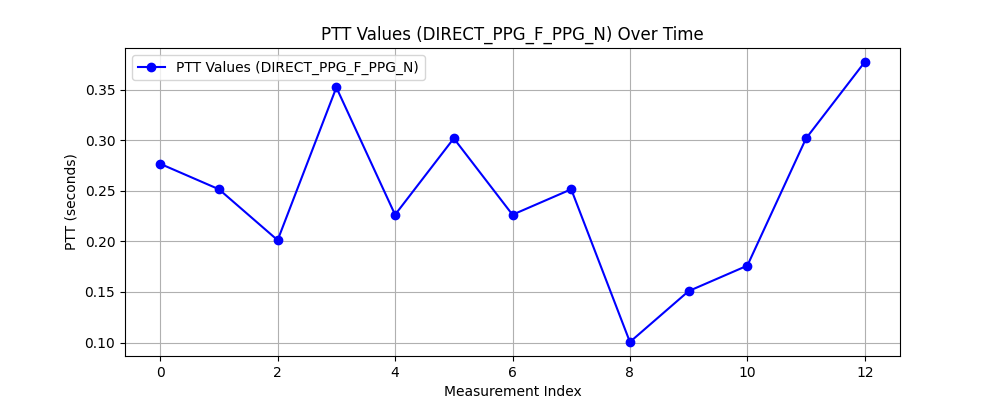 PTT Values (DIRECT_PPG_F_PPG_N) Over Time
PTT Values (DIRECT_PPG_F_PPG_N)
PTT (seconds)
0.35
0.30
0.25
0.20
0.15
0.10
0 2 4 6 8 10 12
Measurement Index